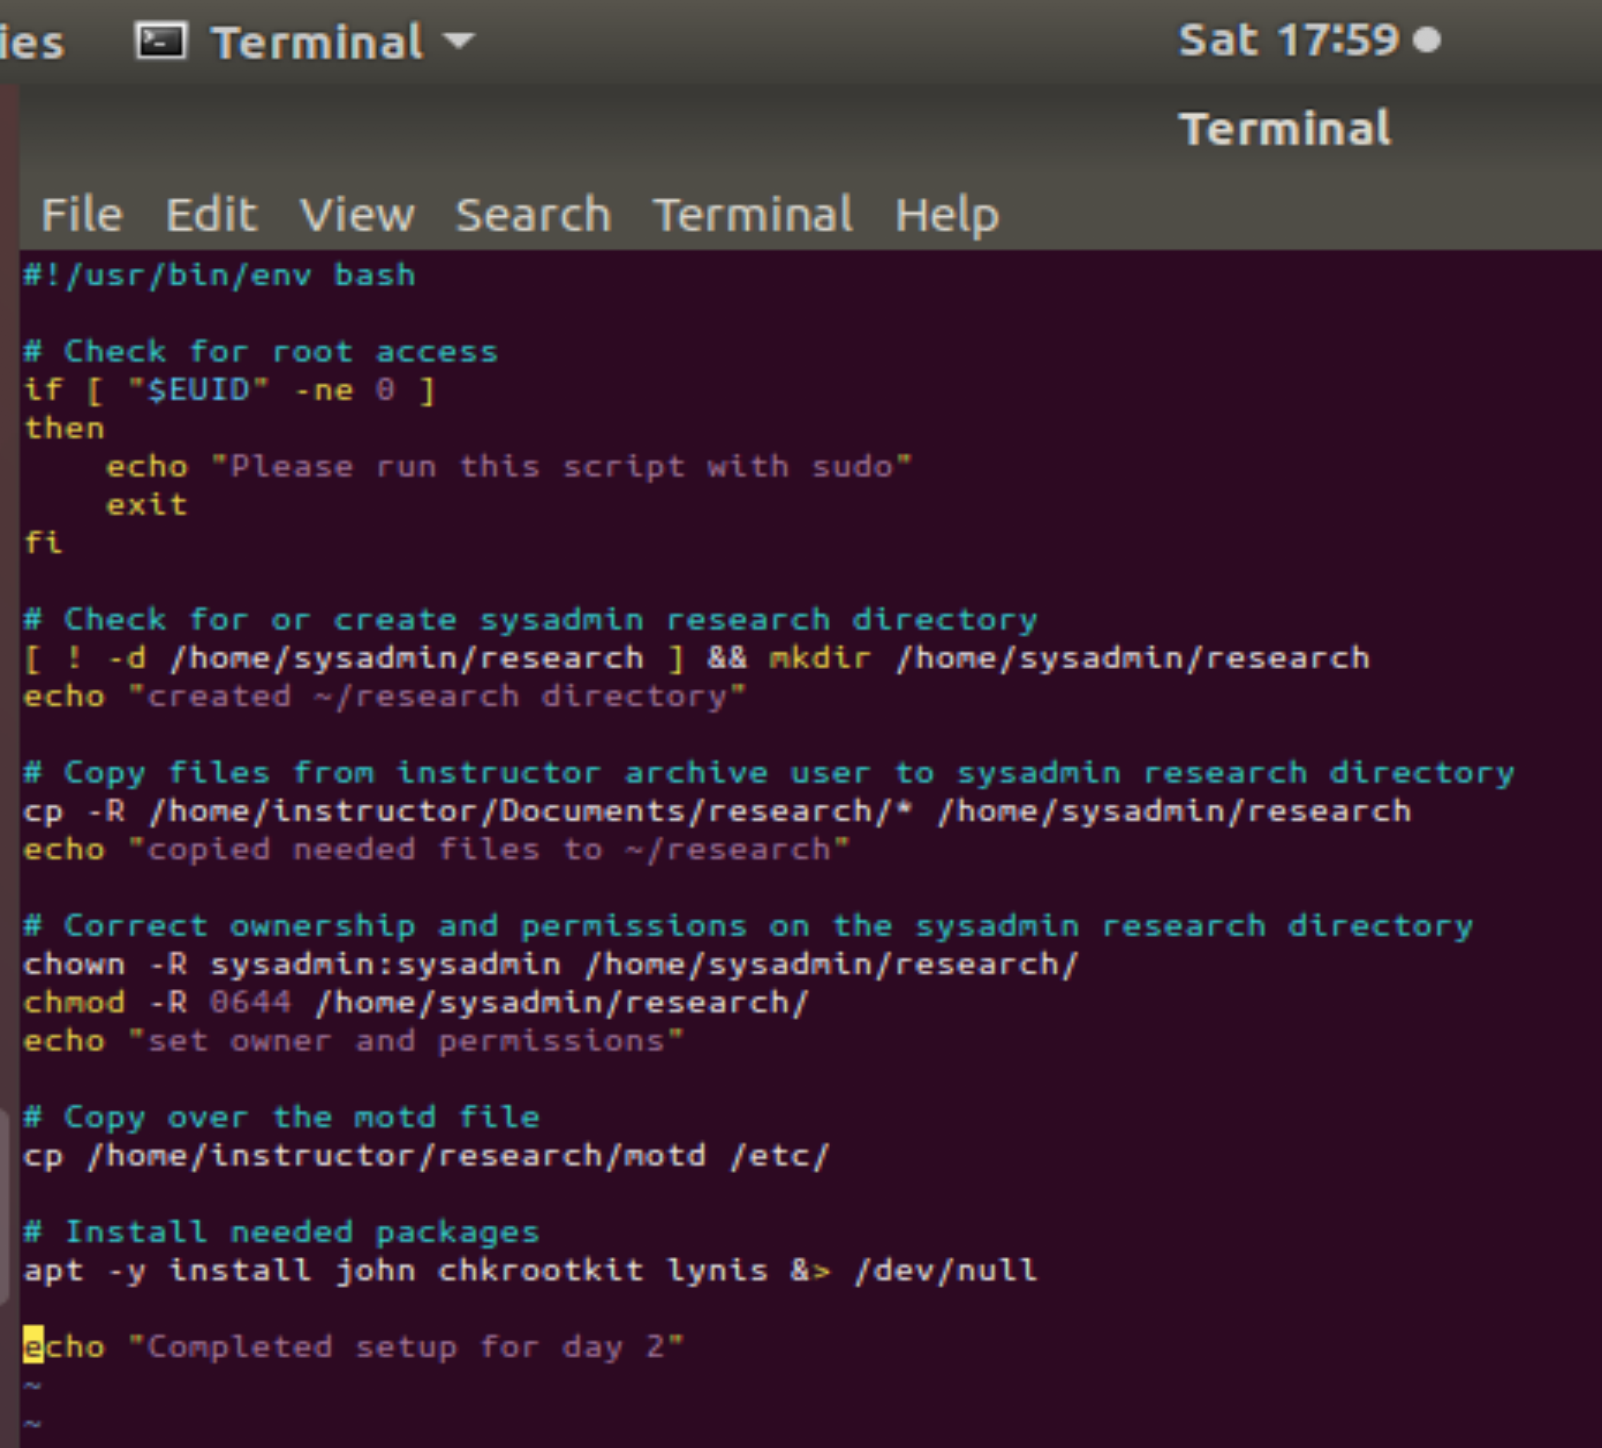 ies Terminal Sat 17:59
Terminal
File Edit View Search Terminal Help
#!/usr/bin/env bash

# Check for root access
if [ "$EUID" -ne 0 ]
then
    echo "Please run this script with sudo"
    exit
fi

# Check for or create sysadmin research directory
[ ! -d /home/sysadmin/research ] && mkdir /home/sysadmin/research
echo "created ~/research directory"

# Copy files from instructor archive user to sysadmin research directory
cp -R /home/instructor/Documents/research/* /home/sysadmin/research
echo "copied needed files to ~/research"

# Correct ownership and permissions on the sysadmin research directory
chown -R sysadmin:sysadmin /home/sysadmin/research/
chmod -R 0644 /home/sysadmin/research/
echo "set owner and permissions"

# Copy over the motd file
cp /home/instructor/research/motd /etc/

# Install needed packages
apt -y install john chkrootkit lynis &> /dev/null

echo "Completed setup for day 2"
~
~